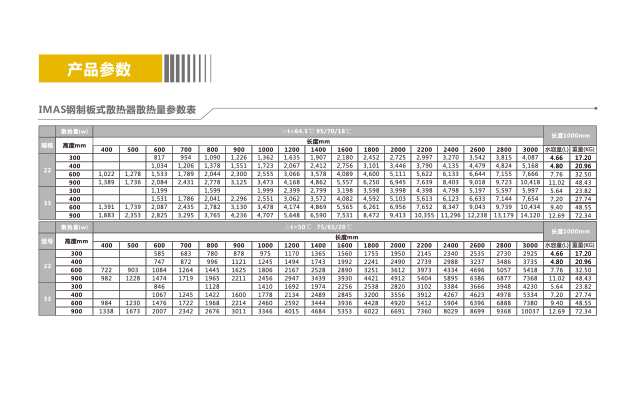 产品参数
IMAS钢制板式散热器散热量参数表
散热量(w) △t=64.5℃ 95/70/18℃ 长度1000mm
规格 高度mm 长度mm
400 500 600 700 800 900 1000 1200 1400 1600 1800 2000 2200 2400 2600 2800 3000 水容量(L) 重量(KG)
22 300 817 954 1,090 1,226 1,362 1,635 1,907 2,180 2,452 2,725 2,997 3,270 3,542 3,815 4,087 4.66 17.20
400 1,034 1,206 1,378 1,551 1,723 2,067 2,412 2,756 3,101 3,446 3,790 4,135 4,479 4,824 5,168 4.80 20.96
600 1,022 1,278 1,533 1,789 2,044 2,300 2,555 3,066 3,578 4,089 4,600 5,111 5,622 6,133 6,644 7,155 7,666 7.76 32.50
900 1,389 1,736 2,084 2,431 2,778 3,125 3,473 4,168 4,862 5,557 6,250 6,945 7,639 8,403 9,018 9,723 10,418 11.02 48.43
33 300 1,199 1,599 1,999 2,399 2,799 3,198 3,598 3,998 4,398 4,798 5,197 5,597 5,997 5.64 23.82
400 1,531 1,786 2,041 2,296 2,551 3,062 3,572 4,082 4,592 5,103 5,613 6,123 6,633 7,144 7,654 7.20 27.74
600 1,391 1,739 2,087 2,435 2,782 3,130 3,478 4,174 4,869 5,565 6,261 6,956 7,652 8,347 9,043 9,739 10,434 9.40 48.55
900 1,883 2,353 2,825 3,295 3,765 4,236 4,707 5,648 6,590 7,531 8,472 9,413 10,355 11,296 12,238 13,179 14,120 12.69 72.34
散热量(w) △t=50℃ 75/65/20℃ 长度1000mm
型号 高度mm 长度mm
400 500 600 700 800 900 1000 1200 1400 1600 1800 2000 2200 2400 2600 2800 3000 水容量(L) 重量(KG)
22 300 585 683 780 878 975 1170 1365 1560 1755 1950 2145 2340 2535 2730 2925 4.66 17.20
400 747 872 996 1121 1245 1494 1743 1992 2241 2490 2739 2988 3237 3486 3735 4.80 20.96
600 722 903 1084 1264 1445 1625 1806 2167 2528 2890 3251 3612 3973 4334 4696 5057 5418 7.76 32.50
900 982 1228 1474 1719 1965 2211 2456 2947 3439 3930 4421 4912 5404 5895 6386 6877 7368 11.02 48.43
33 300 846 1128 1410 1692 1974 2256 2538 2820 3102 3384 3666 3948 4230 5.64 23.82
400 1067 1245 1422 1600 1778 2134 2489 2845 3200 3556 3912 4267 4623 4978 5334 7.20 27.74
600 984 1230 1476 1722 1968 2214 2460 2592 3444 3936 4428 4920 5412 5904 6396 6888 7380 9.40 48.55
900 1338 1673 2007 2342 2676 3011 3346 4015 4684 5353 6022 6691 7360 8029 8699 9368 10037 12.69 72.34